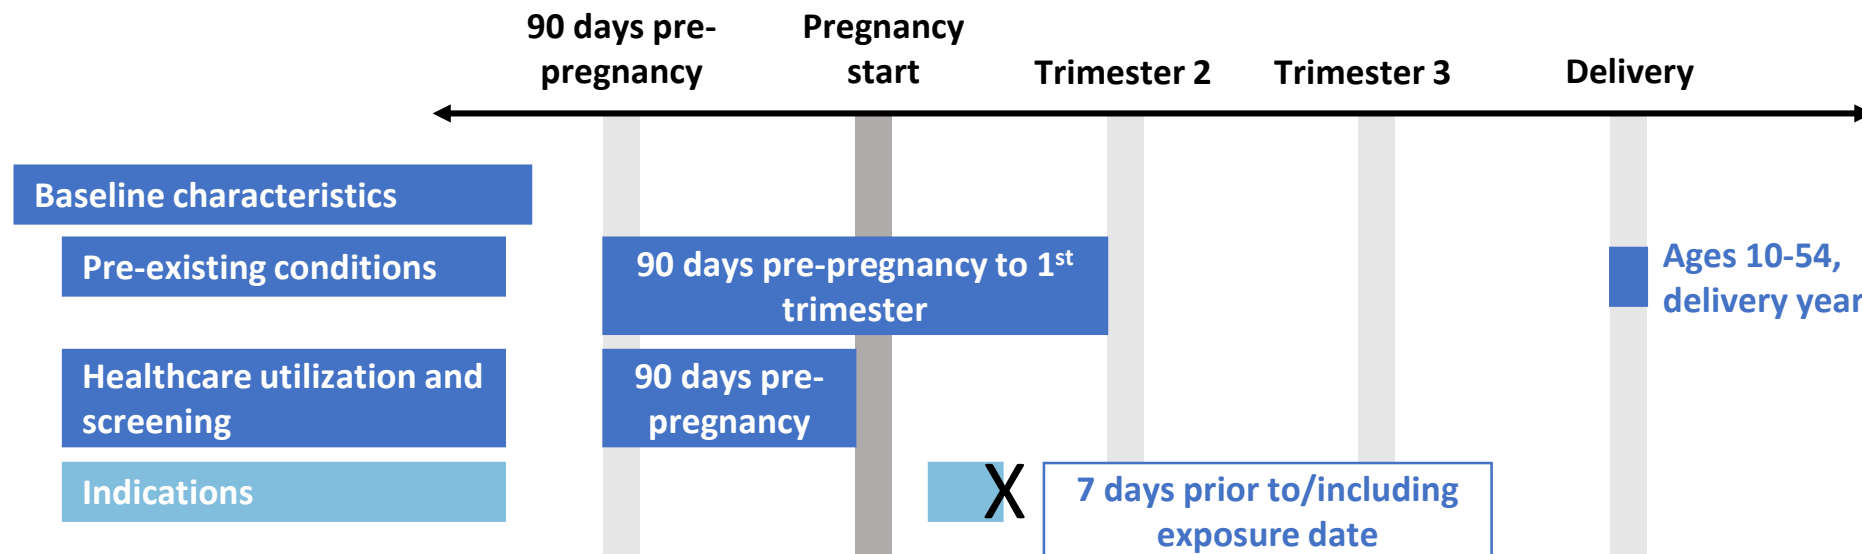 90 days pre-
pregnancy
Pregnancy
start
Trimester 2
Trimester 3
Delivery
Baseline characteristics
Pre-existing conditions
90 days pre-pregnancy to 1st
trimester
Ages 10-54,
delivery year
Healthcare utilization and
screening
90 days pre-
pregnancy
Indications
X
7 days prior to/including
exposure date